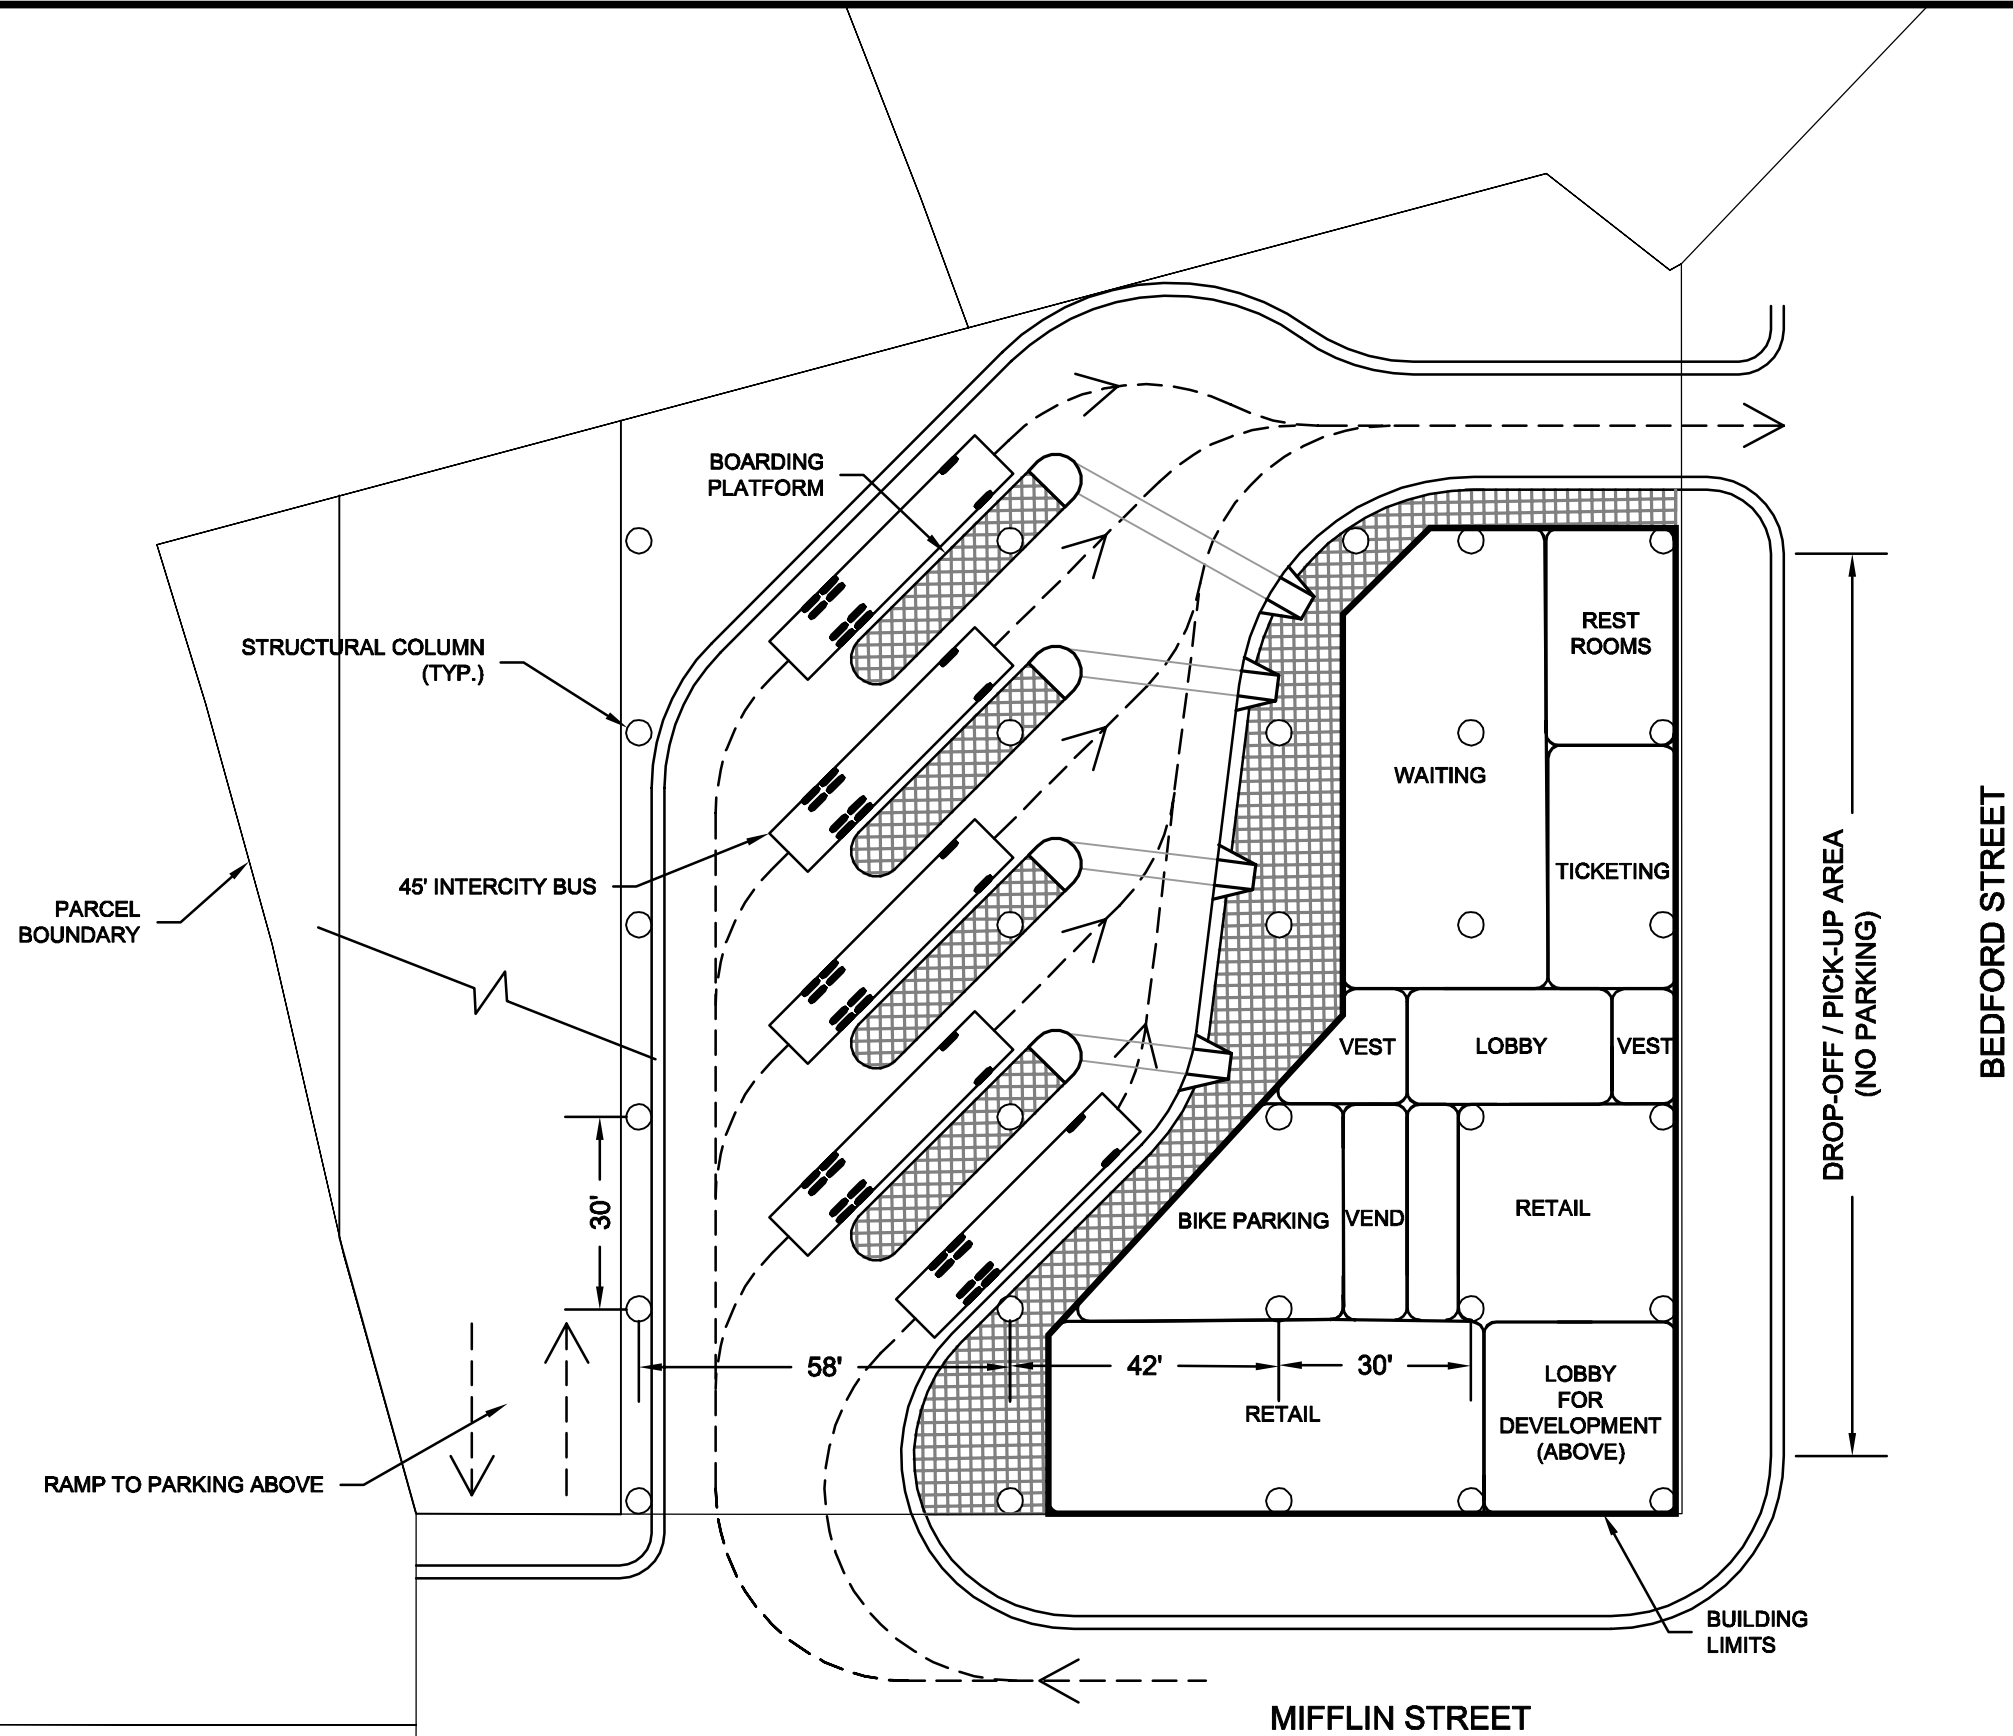 BOARDING
PLATFORM
STRUCTURAL COLUMN
(TYP.)
REST
ROOMS
WAITING
TICKETING
45' INTERCITY BUS
PARCEL
BOUNDARY
DROP-OFF / PICK-UP AREA
(NO PARKING)
BEDFORD STREET
VEST
LOBBY
VEST
30'
BIKE PARKING
VEND
RETAIL
58'
42'
30'
RETAIL
LOBBY
FOR
DEVELOPMENT
(ABOVE)
RAMP TO PARKING ABOVE
BUILDING
LIMITS
MIFFLIN STREET